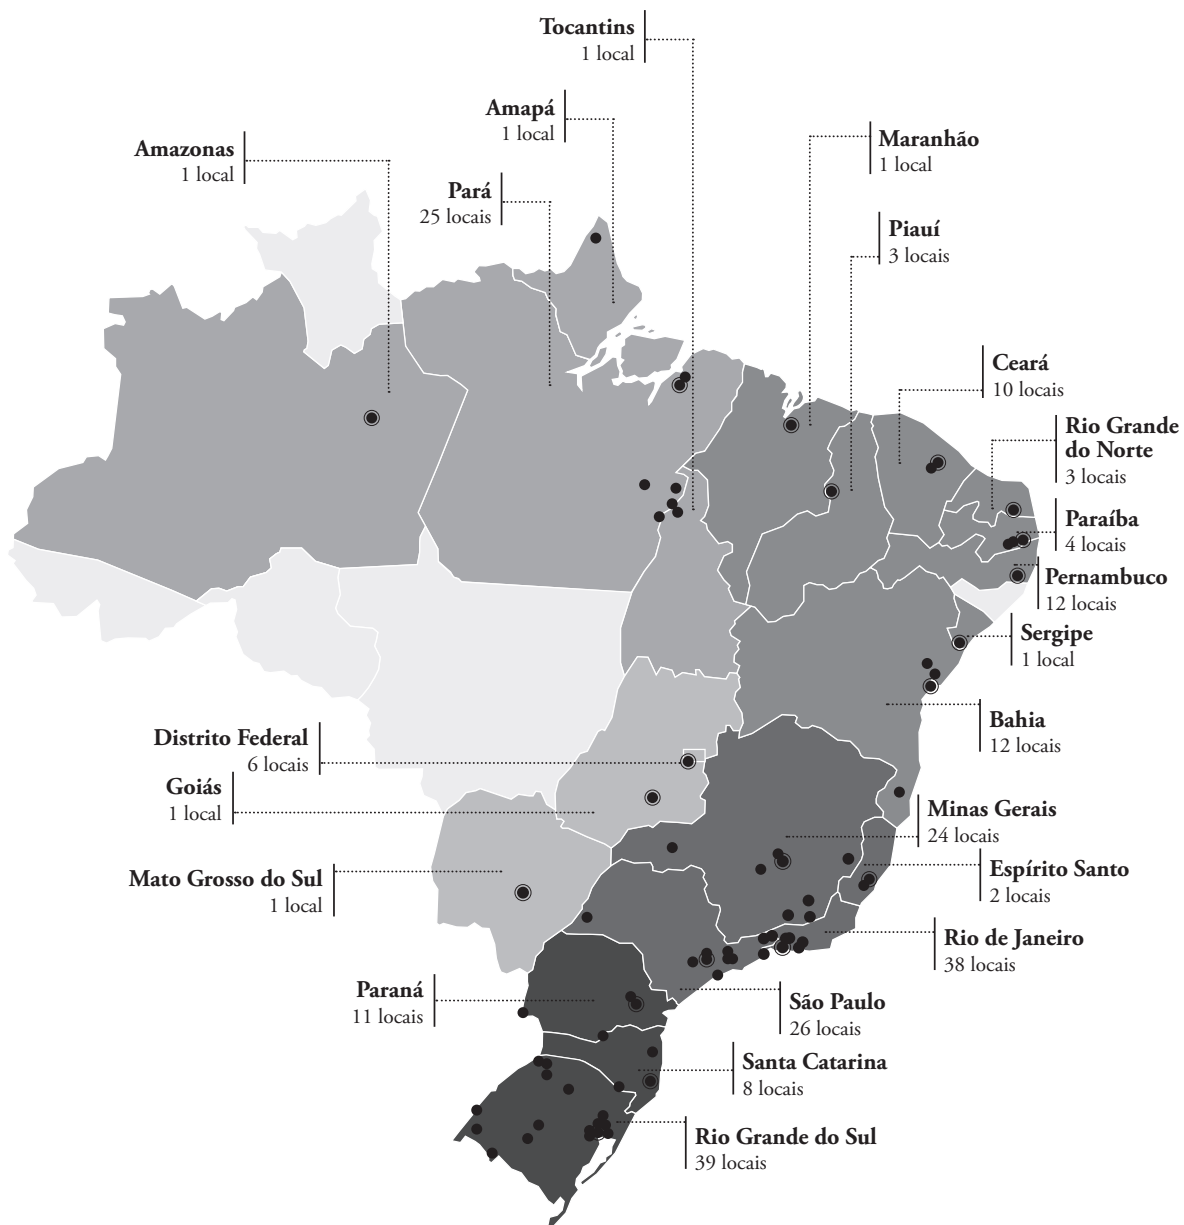 Tocantins
1 local
Amapá
1 local
Amazonas
1 local
Maranhão
1 local
Pará
25 locais
Piauí
3 locais
Ceará
10 locais
Rio Grande
do Norte
3 locais
Paraíba
4 locais
Pernambuco
12 locais
Sergipe
1 local
Bahia
12 locais
Distrito Federal
6 locais
Goiás
1 local
Minas Gerais
24 locais
Mato Grosso do Sul
1 local
Espírito Santo
2 locais
Rio de Janeiro
38 locais
Paraná
11 locais
São Paulo
26 locais
Santa Catarina
8 locais
Rio Grande do Sul
39 locais